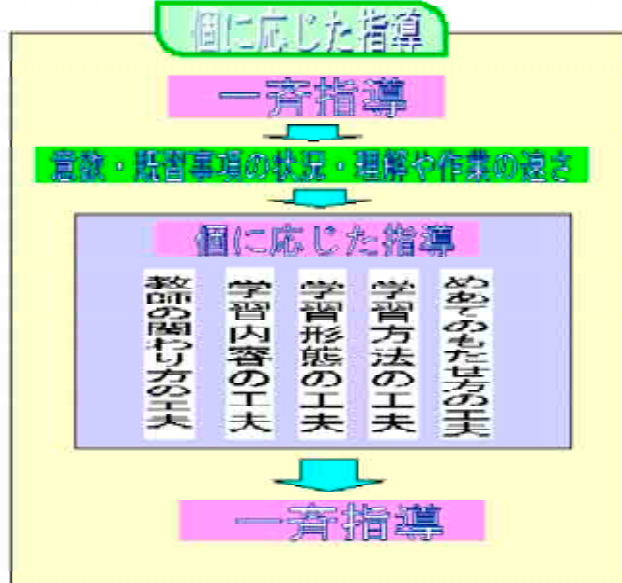 個に応じた指導
一斉指導
意欲・既習事項の状況・理解や作業の速さ
個に応じた指導
めあてのもたせ方の工夫
学習方法の工夫
学習形態の工夫
学習内容の工夫
教師の関わり方の工夫
一斉指導